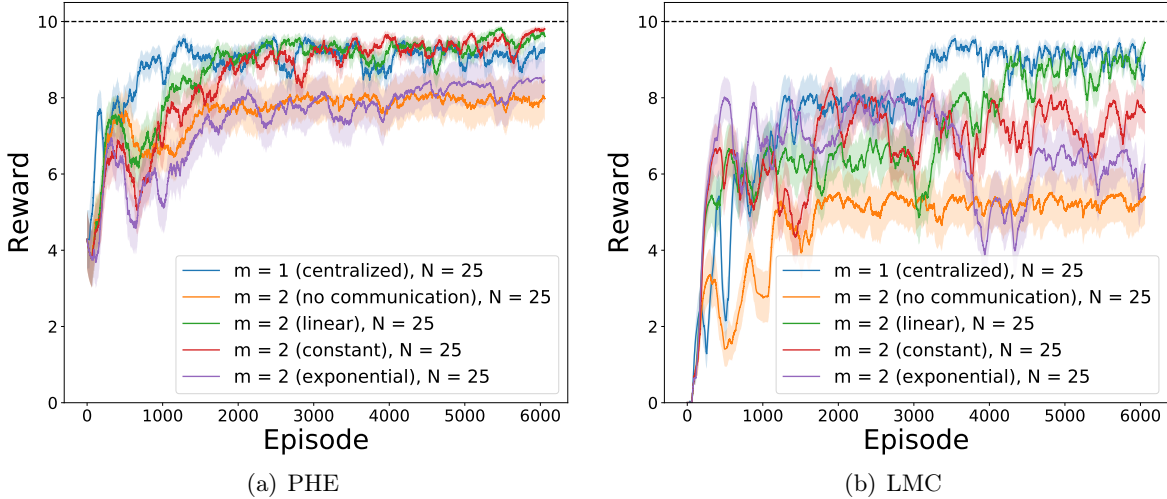 Reward
10
8
6
4
2
0
m = 1 (centralized), N = 25
m = 2 (no communication), N = 25
m = 2 (linear), N = 25
m = 2 (constant), N = 25
m = 2 (exponential), N = 25
0 1000 2000 3000 4000 5000 6000
Episode
(a) PHE
Reward
10
8
6
4
2
0
m = 1 (centralized), N = 25
m = 2 (no communication), N = 25
m = 2 (linear), N = 25
m = 2 (constant), N = 25
m = 2 (exponential), N = 25
0 1000 2000 3000 4000 5000 6000
Episode
(b) LMC